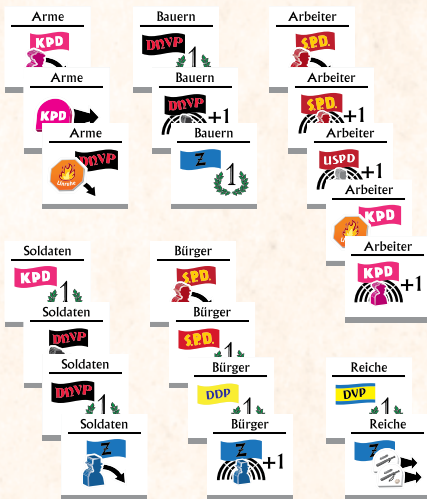 Arme
KPD
Arme
KPD
Arme
DNVP
Unruhe
Bauern
DNVP
1
Bauern
DNVP
+1
Bauern
Z
1
Arbeiter
S.P.D.
Arbeiter
S.P.D.
+1
Arbeiter
USPD
+1
Arbeiter
KPD
Arbeiter
KPD
+1
Soldaten
KPD
1
Soldaten
DNVP
Soldaten
DNVP
1
Soldaten
Z
Bürger
S.P.D.
Bürger
S.P.D.
1
Bürger
DDP
1
Bürger
Z
+1
Reiche
DVP
1
Reiche
Z